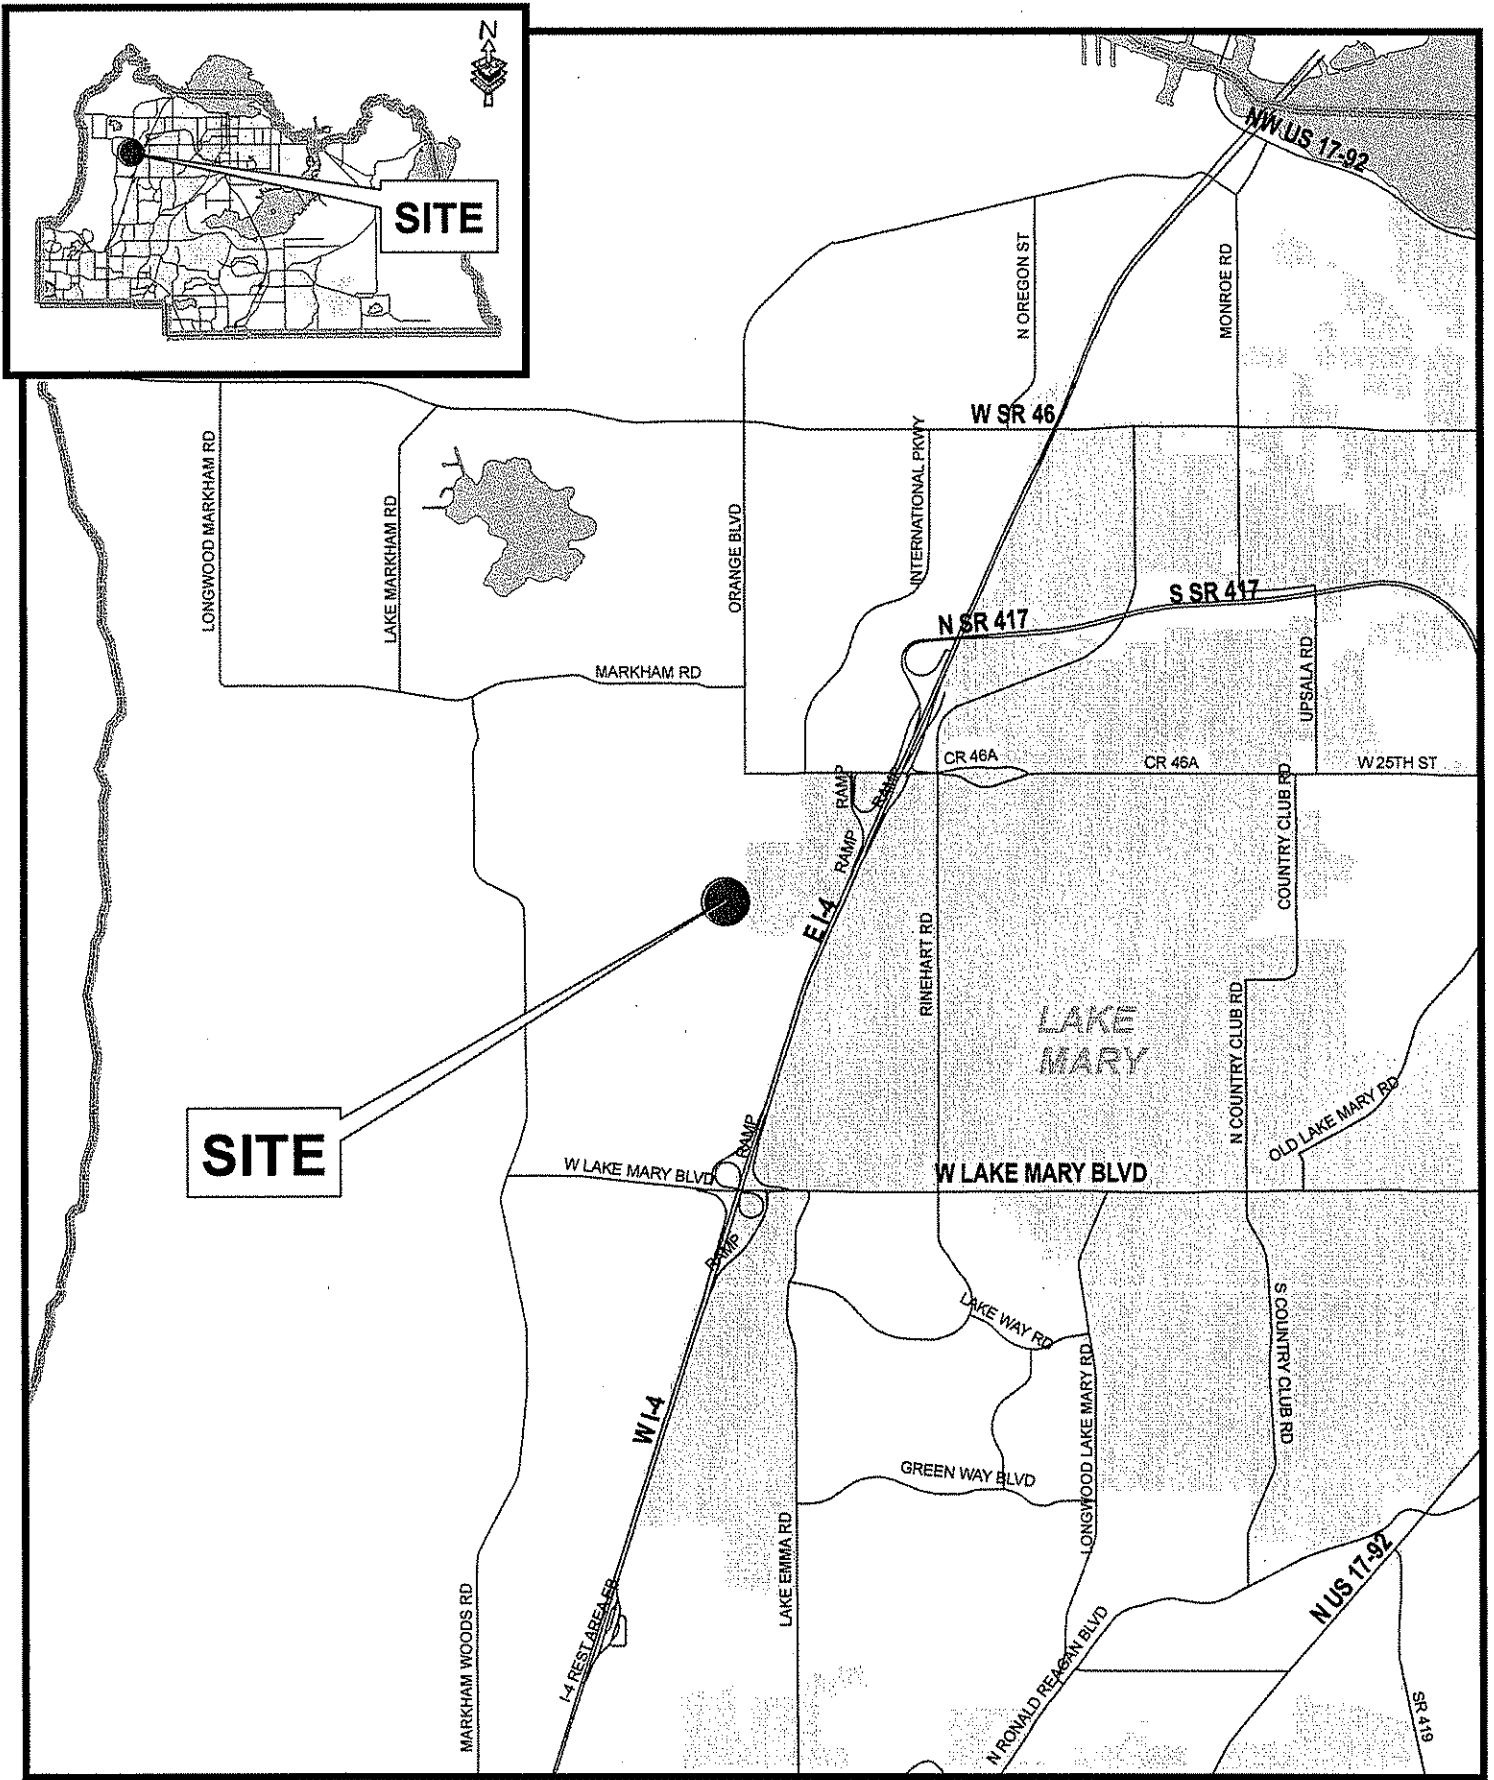 N
SITE
NW US 17-92
N OREGON ST
MONROE RD
W SR 46
LONGWOOD MARKHAM RD
LAKE MARKHAM RD
ORANGE BLVD
INTERNATIONAL PKWY
S SR 417
N SR 417
MARKHAM RD
UPSALA RD
CR 46A
CR 46A
W 25TH ST
RAMP
RAMP
RAMP
COUNTRY CLUB RD
E I-4
RINEHART RD
LAKE
MARY
N COUNTRY CLUB RD
OLD LAKE MARY RD
SITE
RAMP
W LAKE MARY BLVD
W LAKE MARY BLVD
RAMP
LAKE WAY RD
S COUNTRY CLUB RD
LONGWOOD LAKE MARY RD
W I-4
GREEN WAY BLVD
LAKE EMMA RD
N US 17-92
MARKHAM WOODS RD
I-4 REST AREA EB
N RONALD REAGAN BLVD
SR 419